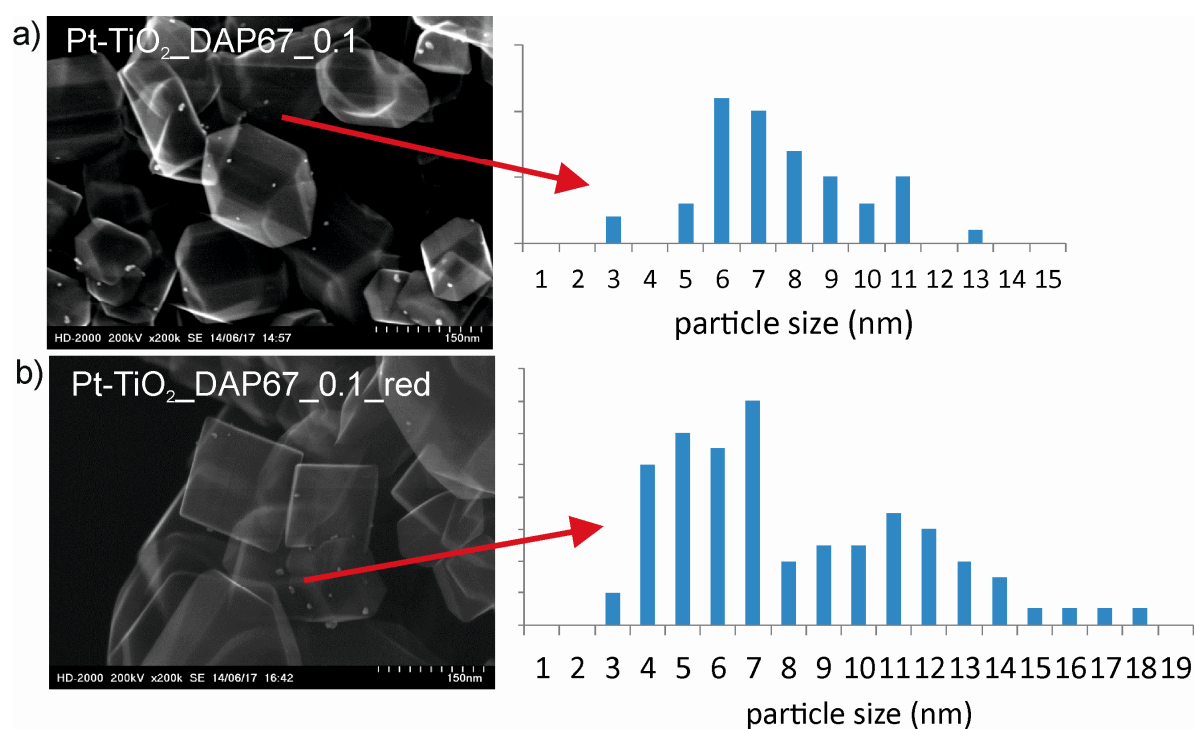 a)
Pt-TiO₂_DAP67_0.1
HD-2000 200kV x200k SE 14/06/17 14:57
150nm
1 2 3 4 5 6 7 8 9 10 11 12 13 14 15
particle size (nm)
b)
Pt-TiO₂_DAP67_0.1_red
HD-2000 200kV x200k SE 14/06/17 16:42
150nm
1 2 3 4 5 6 7 8 9 10 11 12 13 14 15 16 17 18 19
particle size (nm)